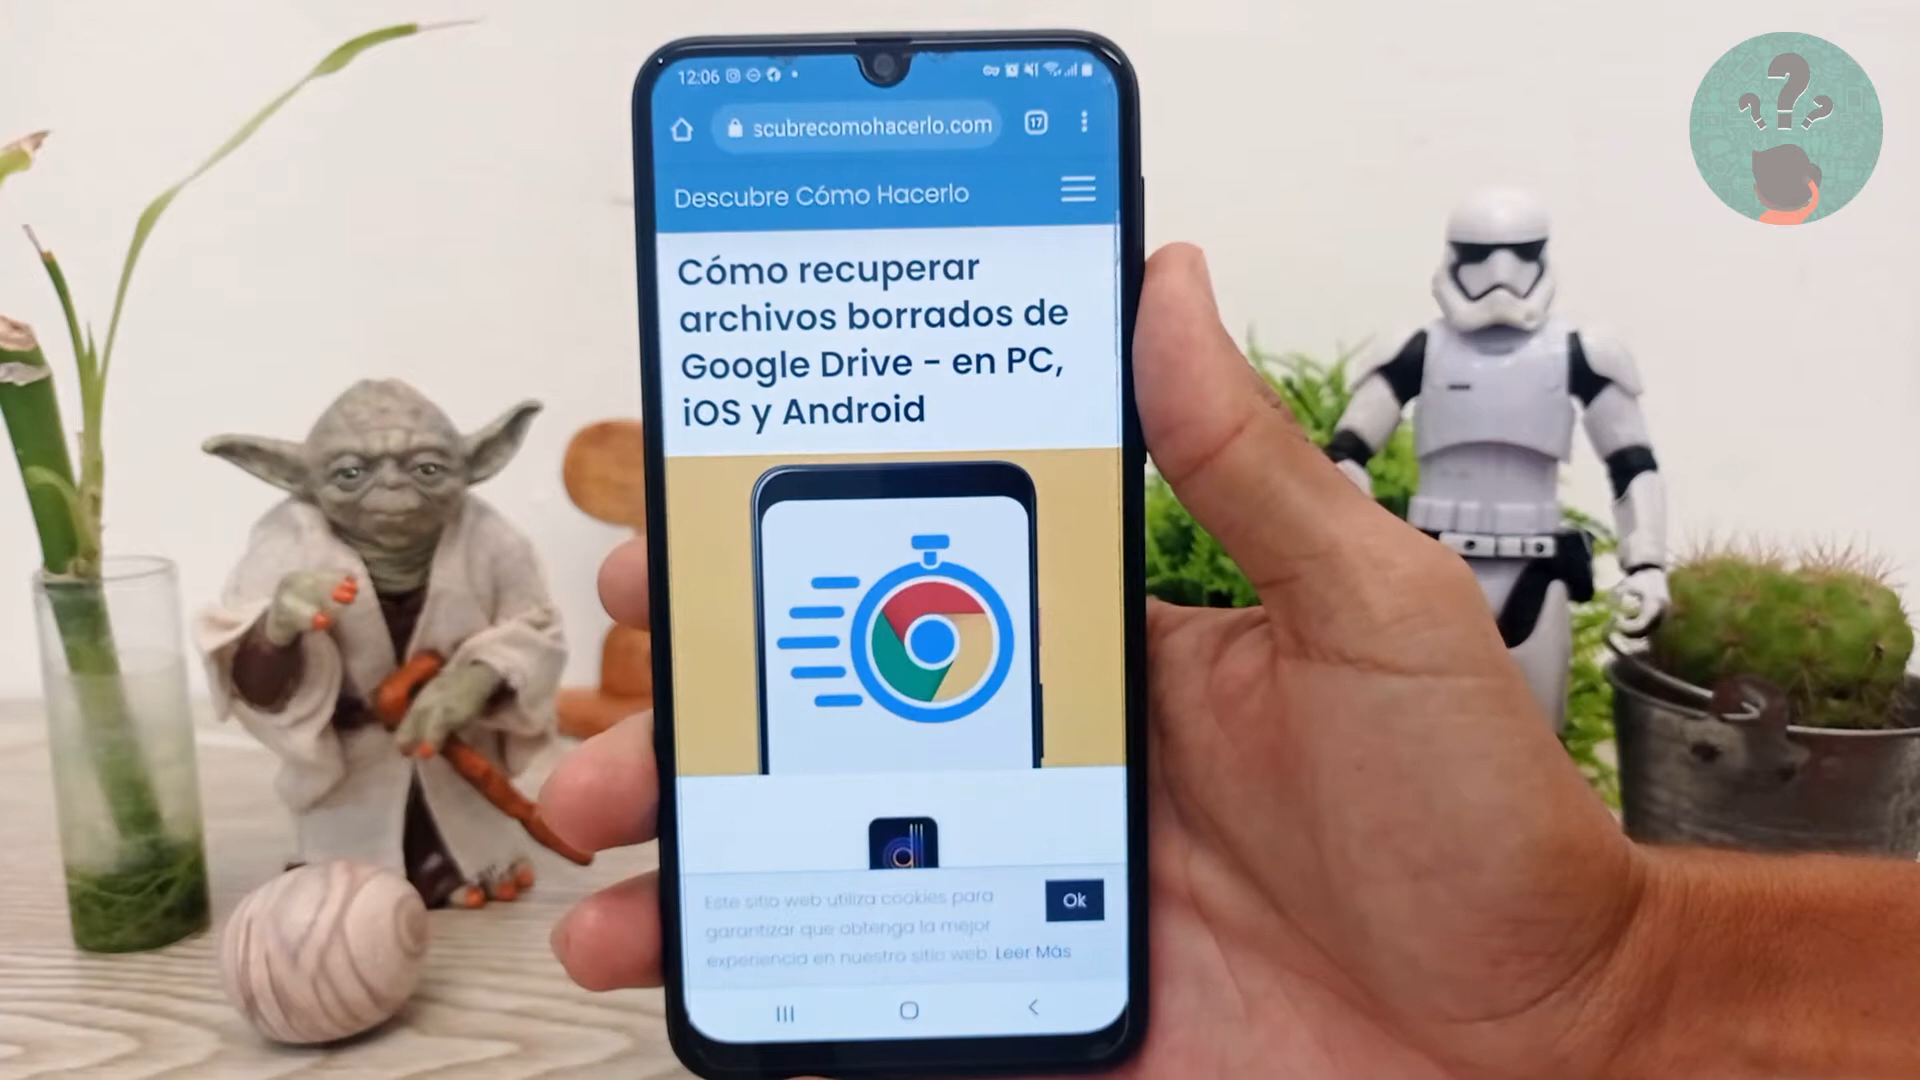 12:06
scubrecomohacerlo.com
17
Descubre Cómo Hacerlo
Cómo recuperar
archivos borrados de
Google Drive - en PC,
iOS y Android
Este sitio web utiliza cookies para
garantizar que obtenga la mejor
experiencia en nuestro sitio web. Leer Más
Ok